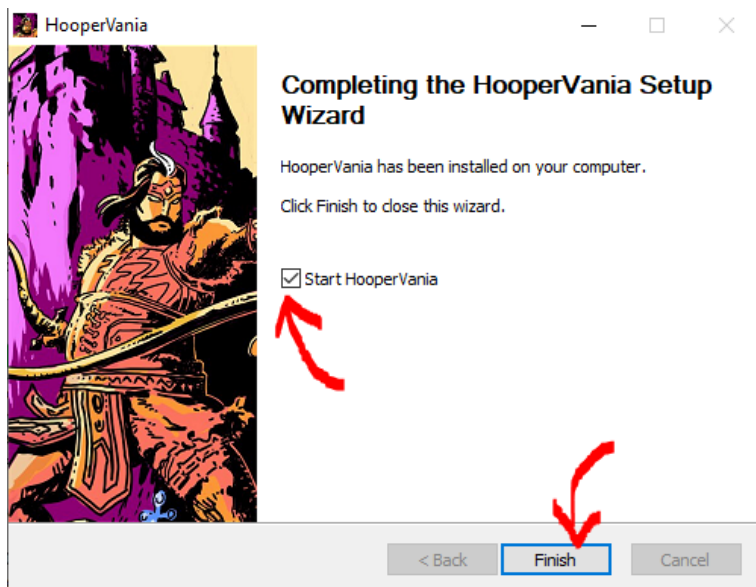 HooperVania
Completing the HooperVania Setup
Wizard
HooperVania has been installed on your computer.
Click Finish to close this wizard.
Start HooperVania
< Back
Finish
Cancel